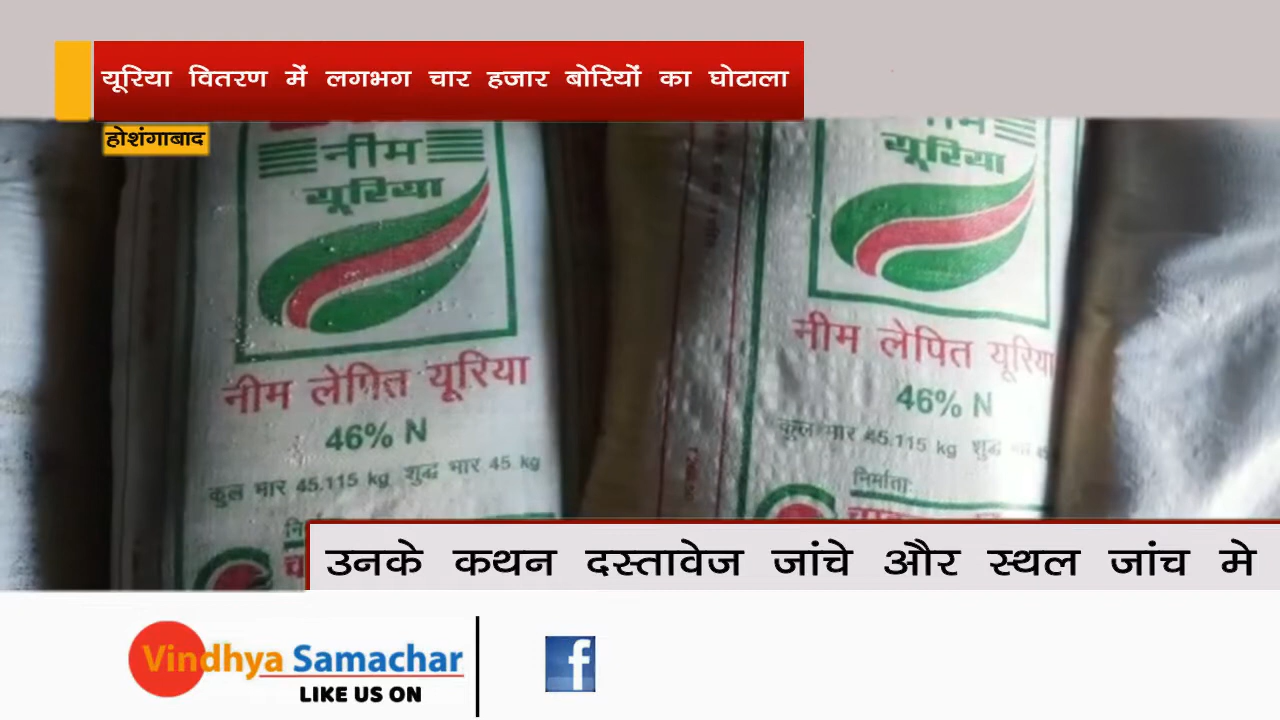 यूरिया वितरण में लगभग चार हजार बोरियों का घोटाला
होशंगाबाद
नीम
यूरिया
नीम लेपित यूरिया
46% N
कुल भार 45.115 kg शुद्ध भार 45 kg
यूरिया
नीम लेपित यूरिया
46% N
कुल भार 45.115 kg शुद्ध
निर्माता:
उनके कथन दस्तावेज जांचे और स्थल जांच मे
Vindhya Samachar
LIKE US ON
f